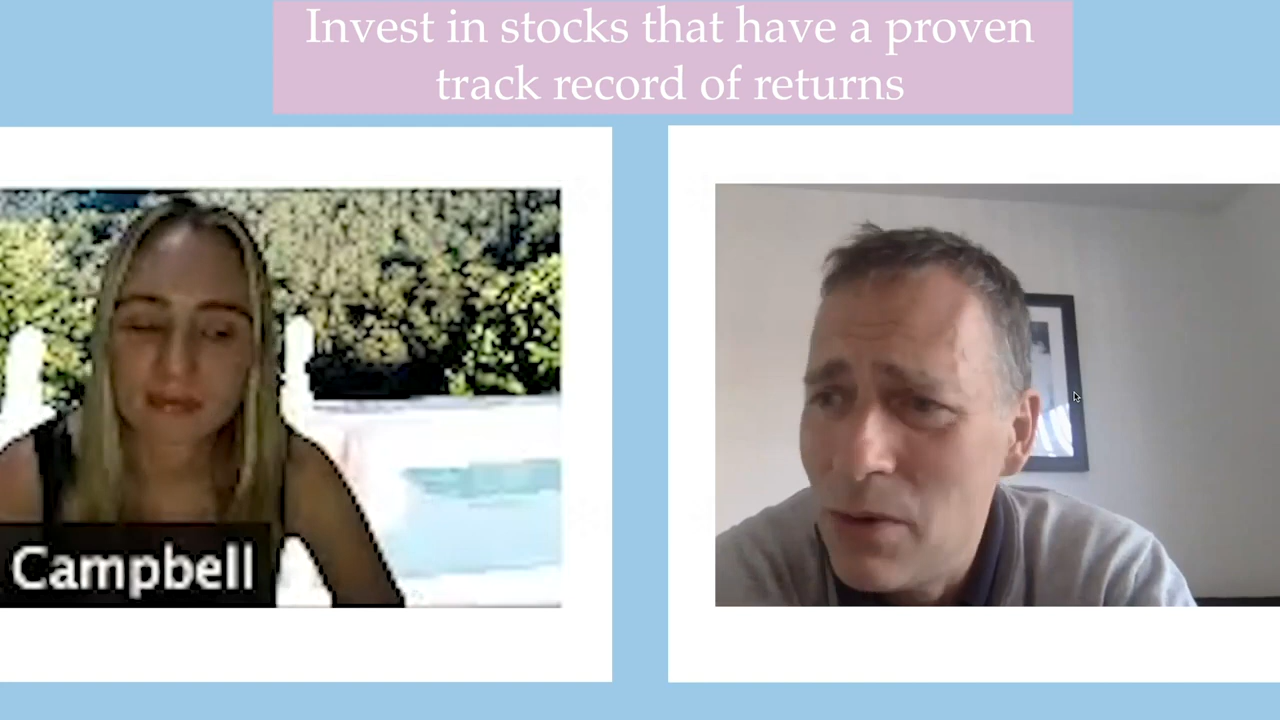 Invest in stocks that have a proven
track record of returns
Campbell